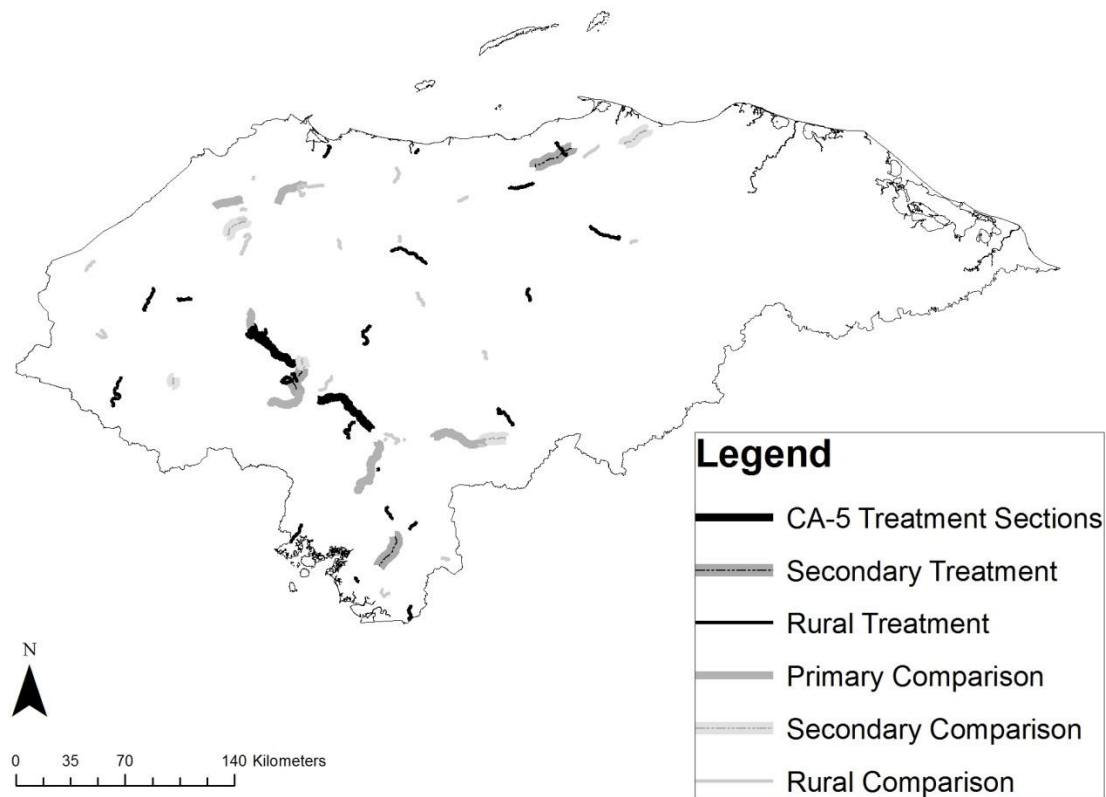 Legend
CA-5 Treatment Sections
Secondary Treatment
Rural Treatment
Primary Comparison
Secondary Comparison
Rural Comparison
N
0 35 70 140 Kilometers